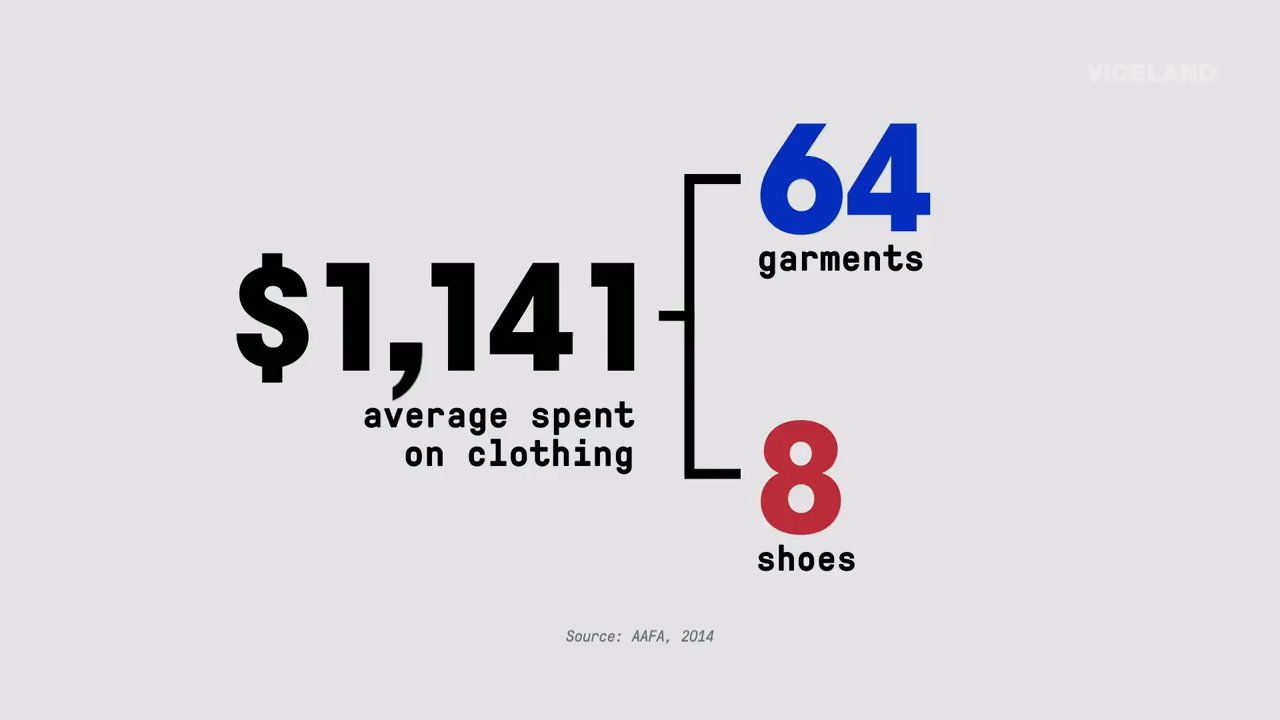 VICELAND
$1,141
average spent
on clothing
64
garments
8
shoes
Source: AAFA, 2014